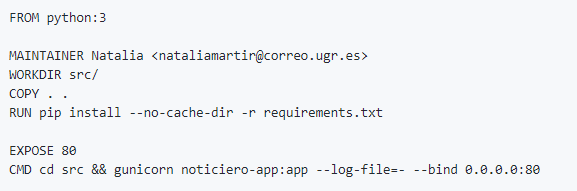 FROM python:3
MAINTAINER Natalia <nataliamartir@correo.ugr.es>
WORKDIR src/
COPY . .
RUN pip install --no-cache-dir -r requirements.txt
EXPOSE 80
CMD cd src && gunicorn noticiero-app:app --log-file=- --bind 0.0.0.0:80